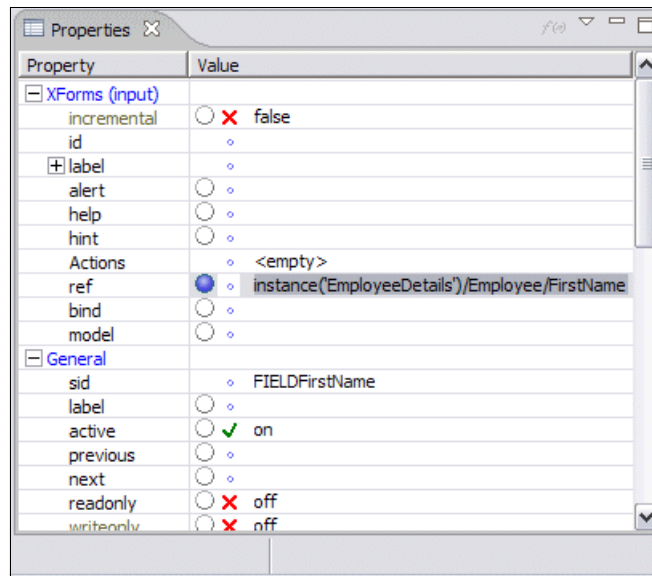 Properties
f(x)
Property Value
XForms (input)
incremental false
id
label
alert
help
hint
Actions <empty>
ref instance('EmployeeDetails')/Employee/FirstName
bind
model
General
sid FIELDFirstName
label
active on
previous
next
readonly off
writeonly off